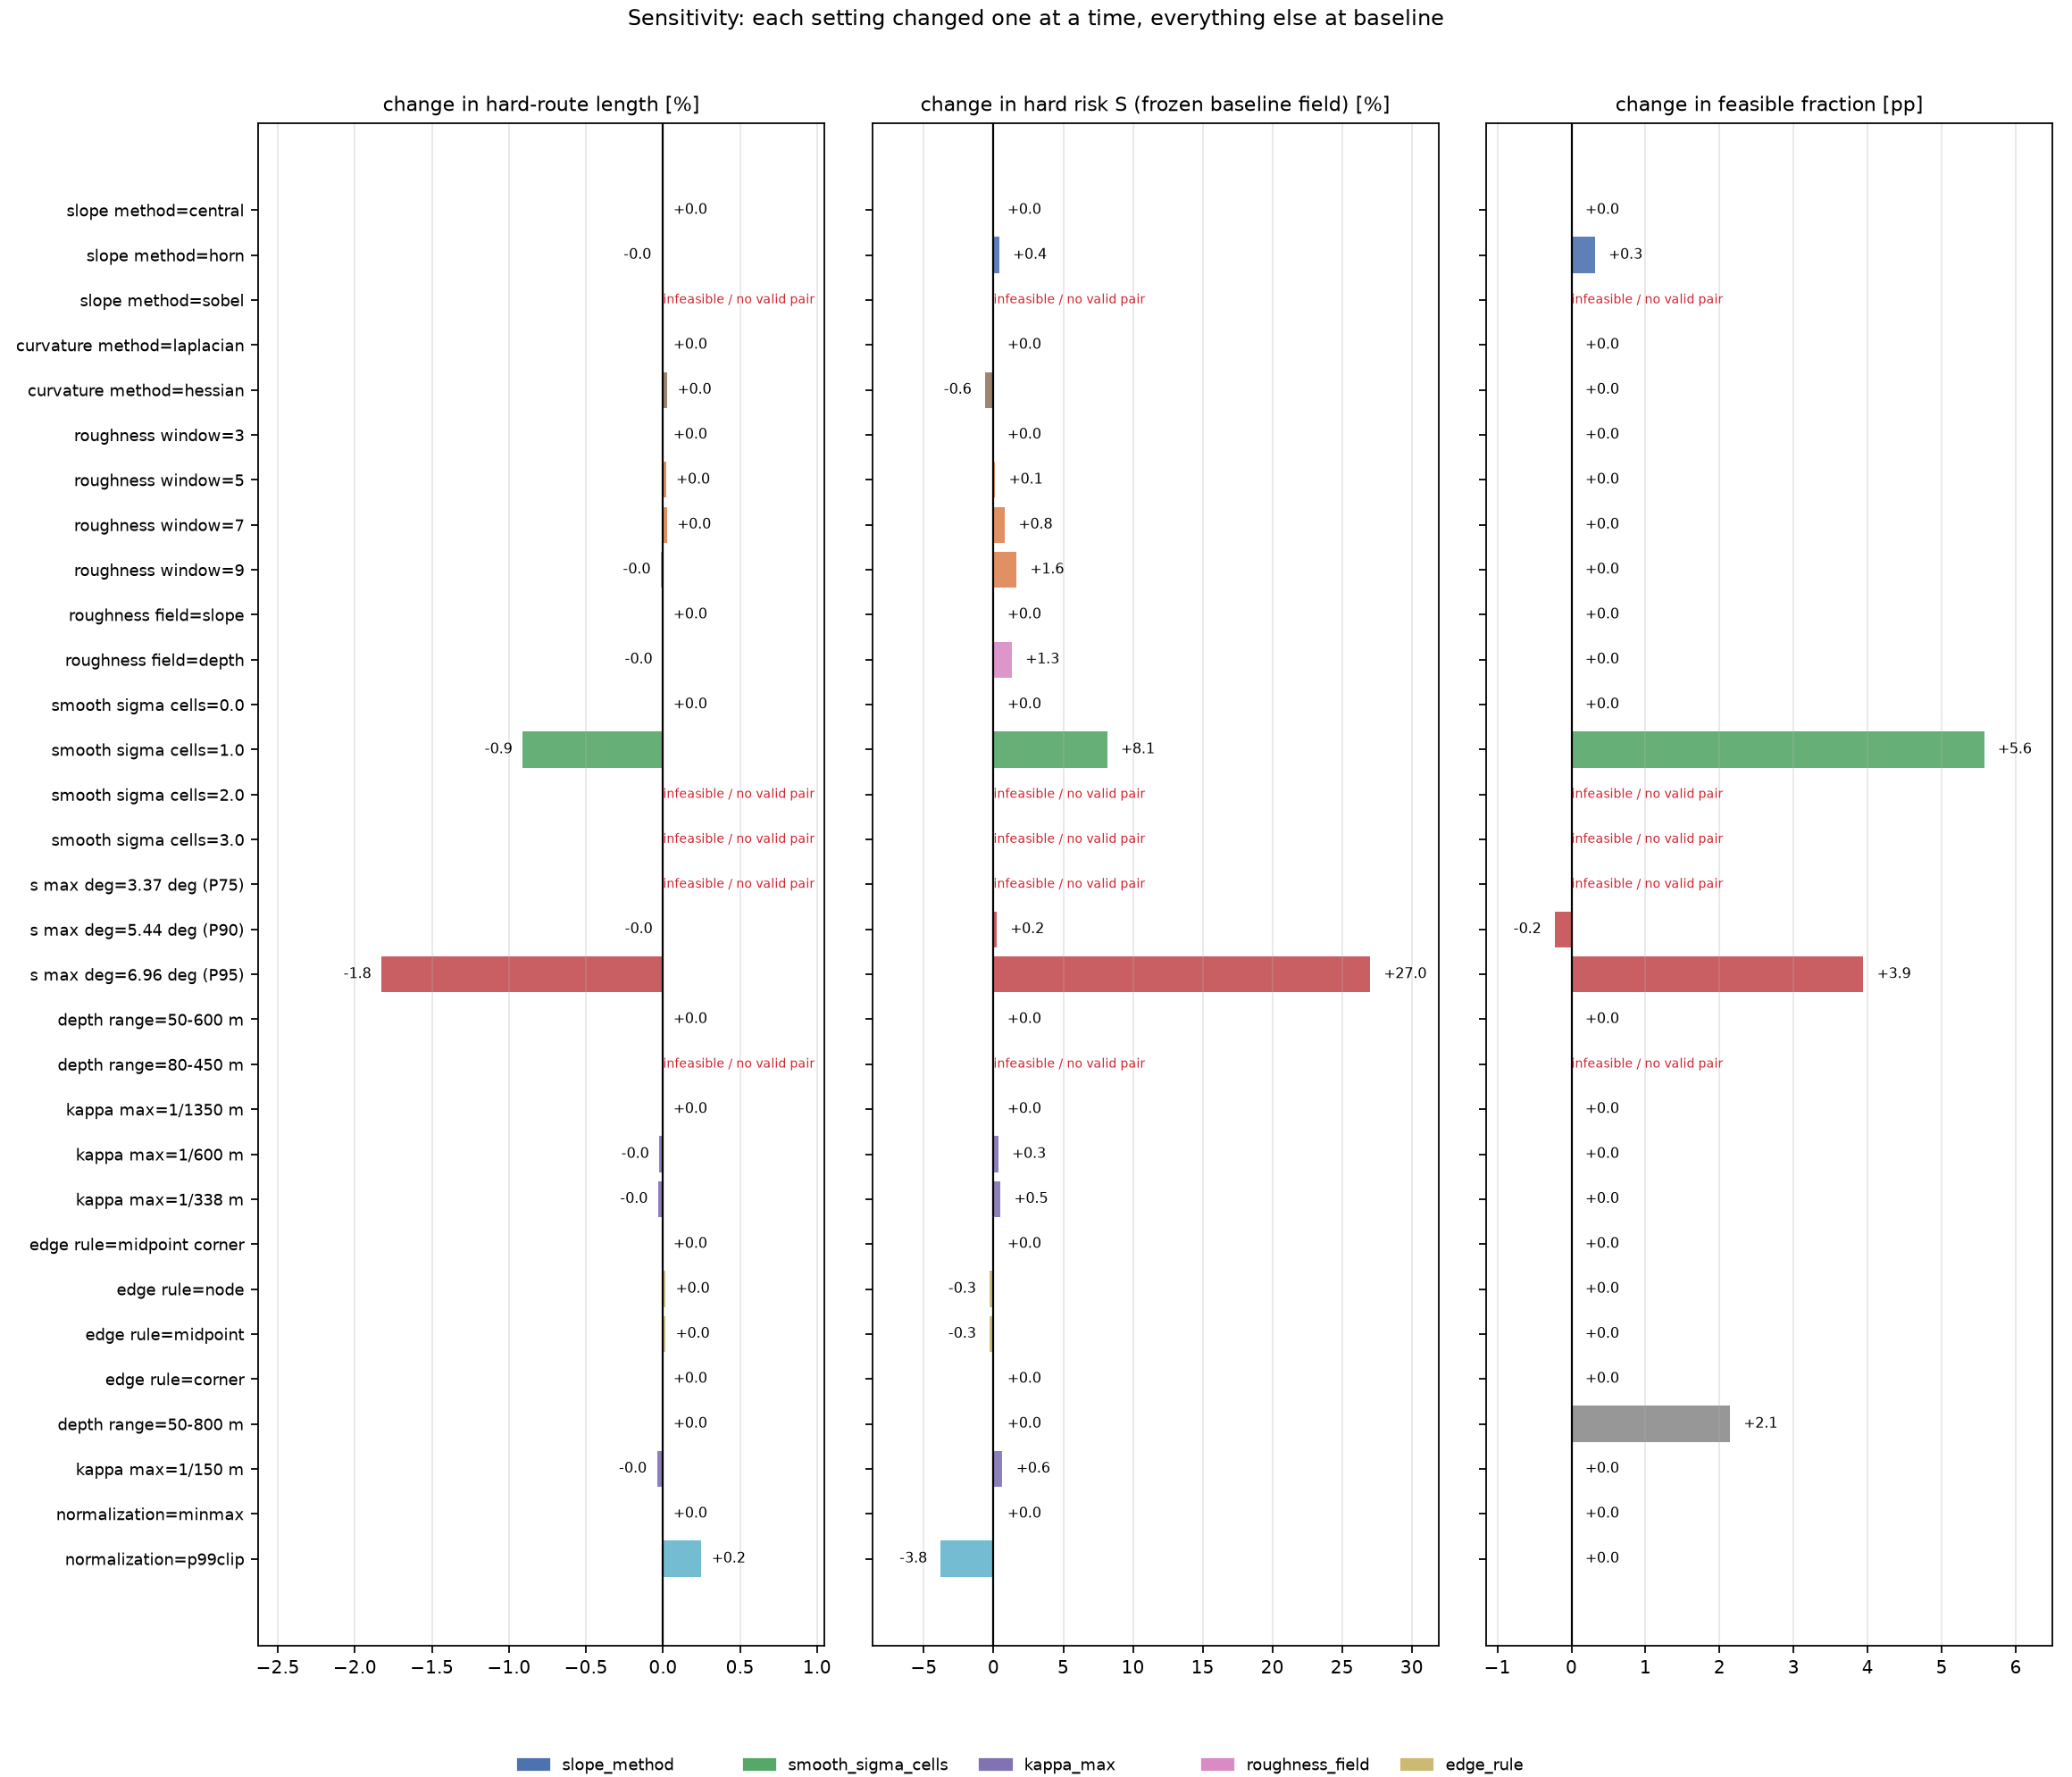 Sensitivity: each setting changed one at a time, everything else at baseline
change in hard-route length [%]
change in hard risk S (frozen baseline field) [%]
change in feasible fraction [pp]
slope method=central +0.0 +0.0 +0.0
slope method=horn -0.0 +0.4 +0.3
slope method=sobel infeasible / no valid pair infeasible / no valid pair infeasible / no valid pair
curvature method=laplacian +0.0 +0.0 +0.0
curvature method=hessian +0.0 -0.6 +0.0
roughness window=3 +0.0 +0.0 +0.0
roughness window=5 +0.0 +0.1 +0.0
roughness window=7 +0.0 +0.8 +0.0
roughness window=9 -0.0 +1.6 +0.0
roughness field=slope +0.0 +0.0 +0.0
roughness field=depth -0.0 +1.3 +0.0
smooth sigma cells=0.0 +0.0 +0.0 +0.0
smooth sigma cells=1.0 -0.9 +8.1 +5.6
smooth sigma cells=2.0 infeasible / no valid pair infeasible / no valid pair infeasible / no valid pair
smooth sigma cells=3.0 infeasible / no valid pair infeasible / no valid pair infeasible / no valid pair
s max deg=3.37 deg (P75) infeasible / no valid pair infeasible / no valid pair infeasible / no valid pair
s max deg=5.44 deg (P90) -0.0 +0.2 -0.2
s max deg=6.96 deg (P95) -1.8 +27.0 +3.9
depth range=50-600 m +0.0 +0.0 +0.0
depth range=80-450 m infeasible / no valid pair infeasible / no valid pair infeasible / no valid pair
kappa max=1/1350 m +0.0 +0.0 +0.0
kappa max=1/600 m -0.0 +0.3 +0.0
kappa max=1/338 m -0.0 +0.5 +0.0
edge rule=midpoint corner +0.0 +0.0 +0.0
edge rule=node +0.0 -0.3 +0.0
edge rule=midpoint +0.0 -0.3 +0.0
edge rule=corner +0.0 +0.0 +0.0
depth range=50-800 m +0.0 +0.0 +2.1
kappa max=1/150 m -0.0 +0.6 +0.0
normalization=minmax +0.0 +0.0 +0.0
normalization=p99clip +0.2 -3.8 +0.0
−2.5 −2.0 −1.5 −1.0 −0.5 0.0 0.5 1.0
−5 0 5 10 15 20 25 30
−1 0 1 2 3 4 5 6
slope_method smooth_sigma_cells kappa_max roughness_field edge_rule